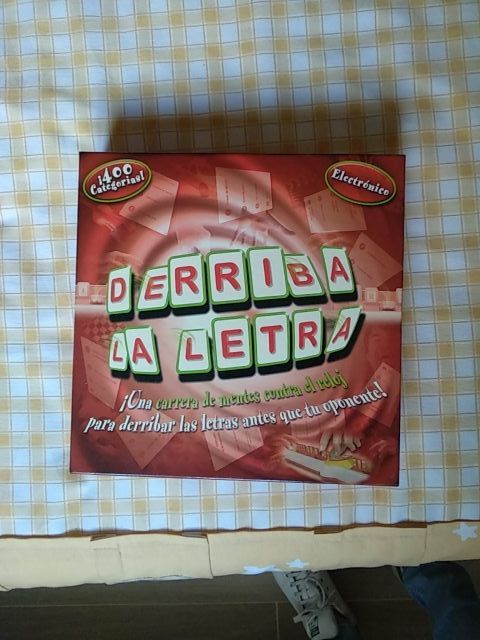 ¡400
Categorías!
Electrónico
DERRIBA
LA LETRA
¡Una carrera de mentes contra el reloj
para derribar las letras antes que tu oponente!